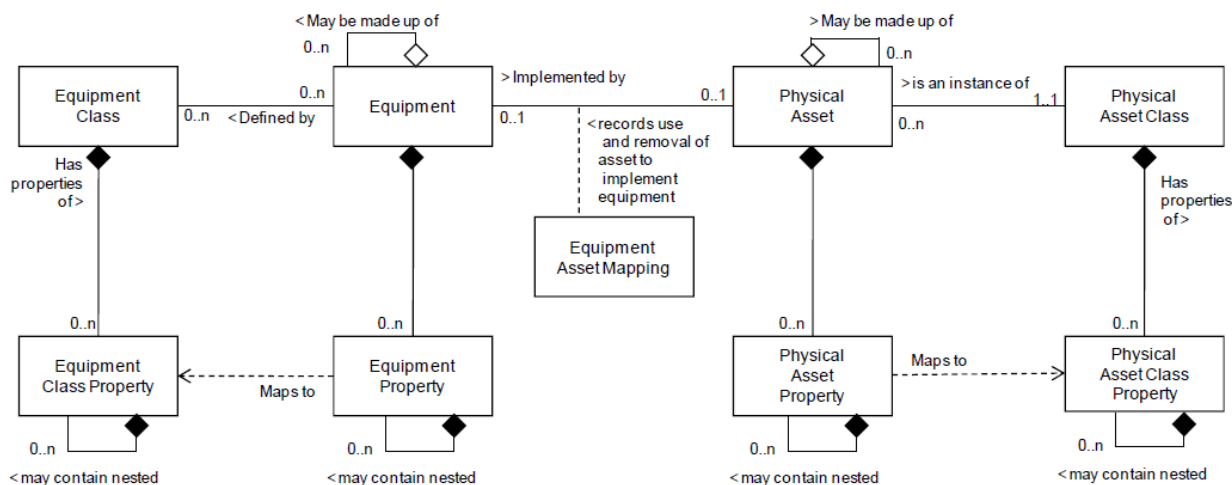 < May be made up of
0..n
> May be made up of
0..n
Equipment
Class
0..n
0..n
< Defined by
Equipment
> Implemented by
0..1
0..1
Physical
Asset
> is an instance of
0..n
1..1
Physical
Asset Class
< records use
and removal of
asset to
implement
equipment
Has
properties
of >
Has
properties
of >
Equipment
Asset Mapping
0..n
0..n
0..n
0..n
Equipment
Class Property
Maps to
Equipment
Property
Physical
Asset
Property
Maps to
Physical
Asset Class
Property
0..n
0..n
0..n
0..n
< may contain nested
< may contain nested
< may contain nested
< may contain nested